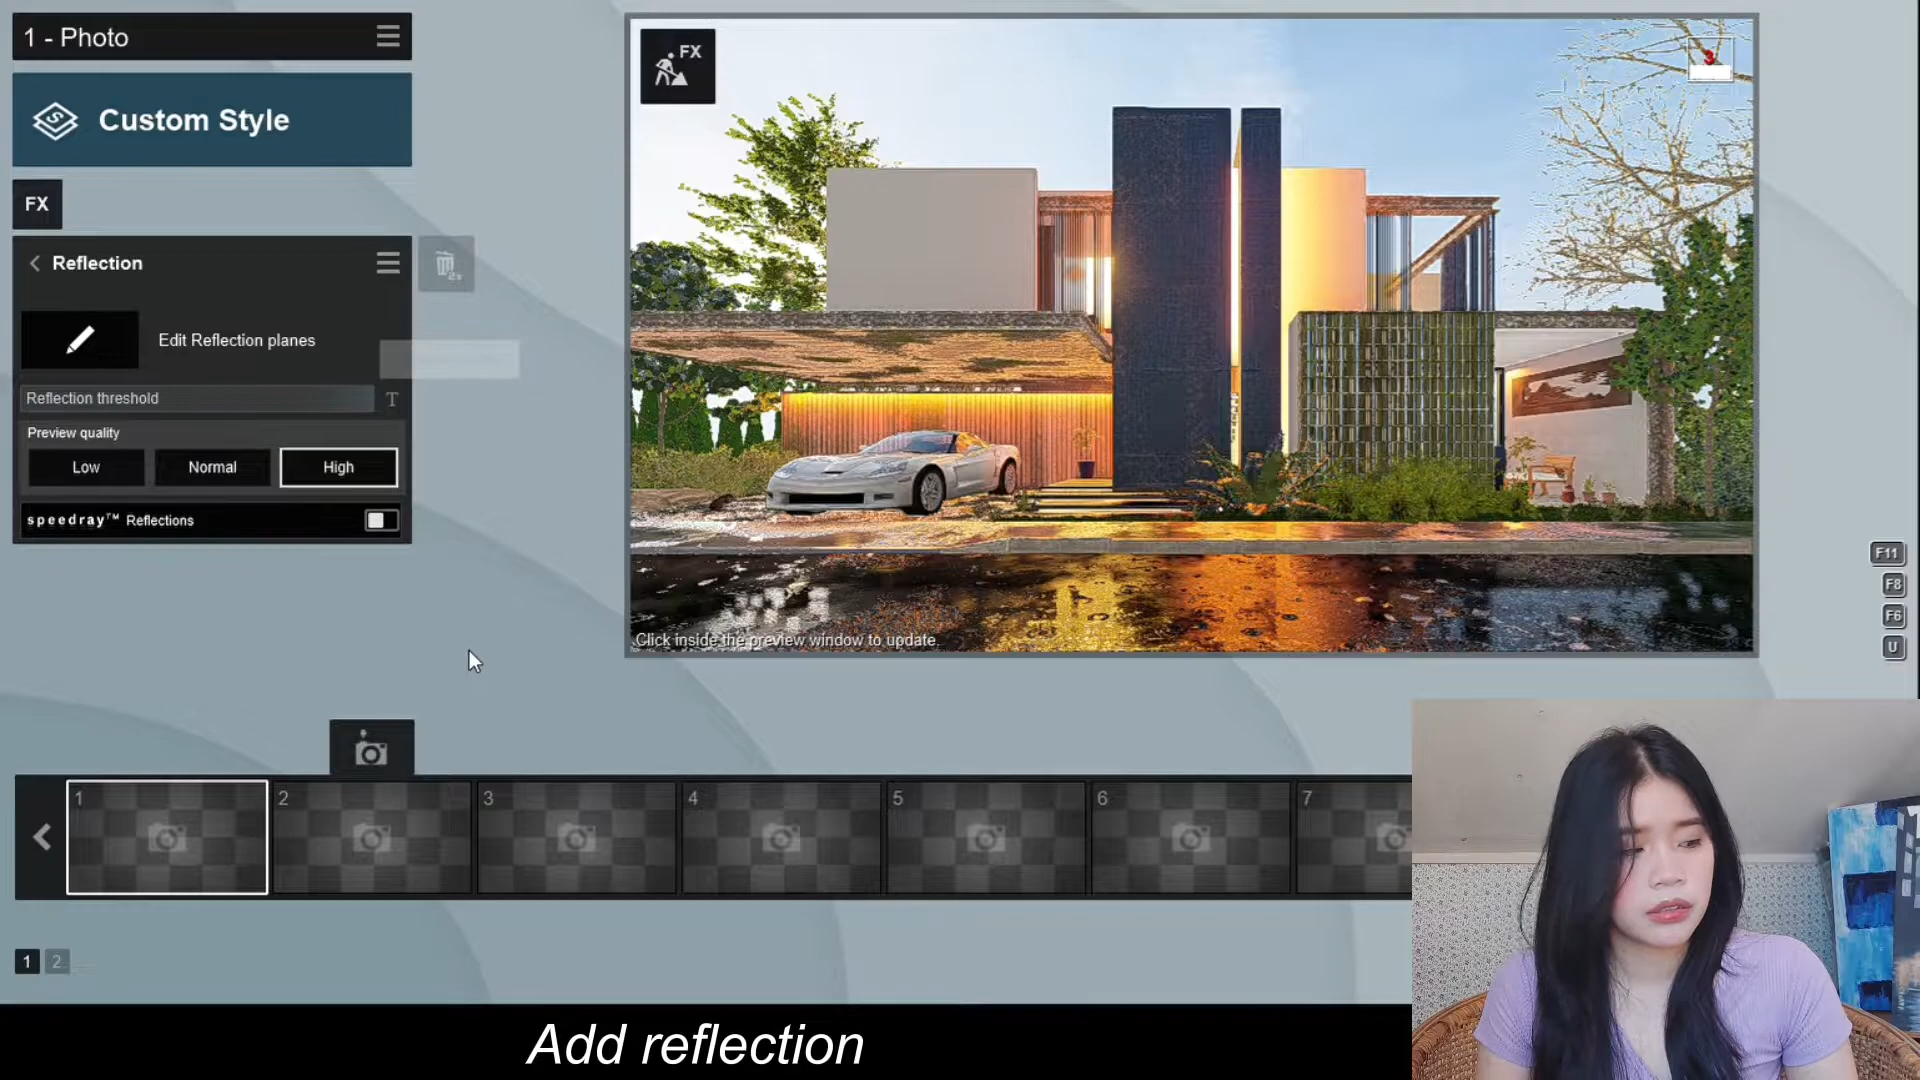 1 - Photo
Custom Style
FX
Reflection
2x
Edit Reflection planes
Reflection threshold
T
Preview quality
Low Normal High
speedray™ Reflections
FX
3
Click inside the preview window to update.
F11
F8
F6
U
1 2 3 4 5 6 7
1 2
Add reflection